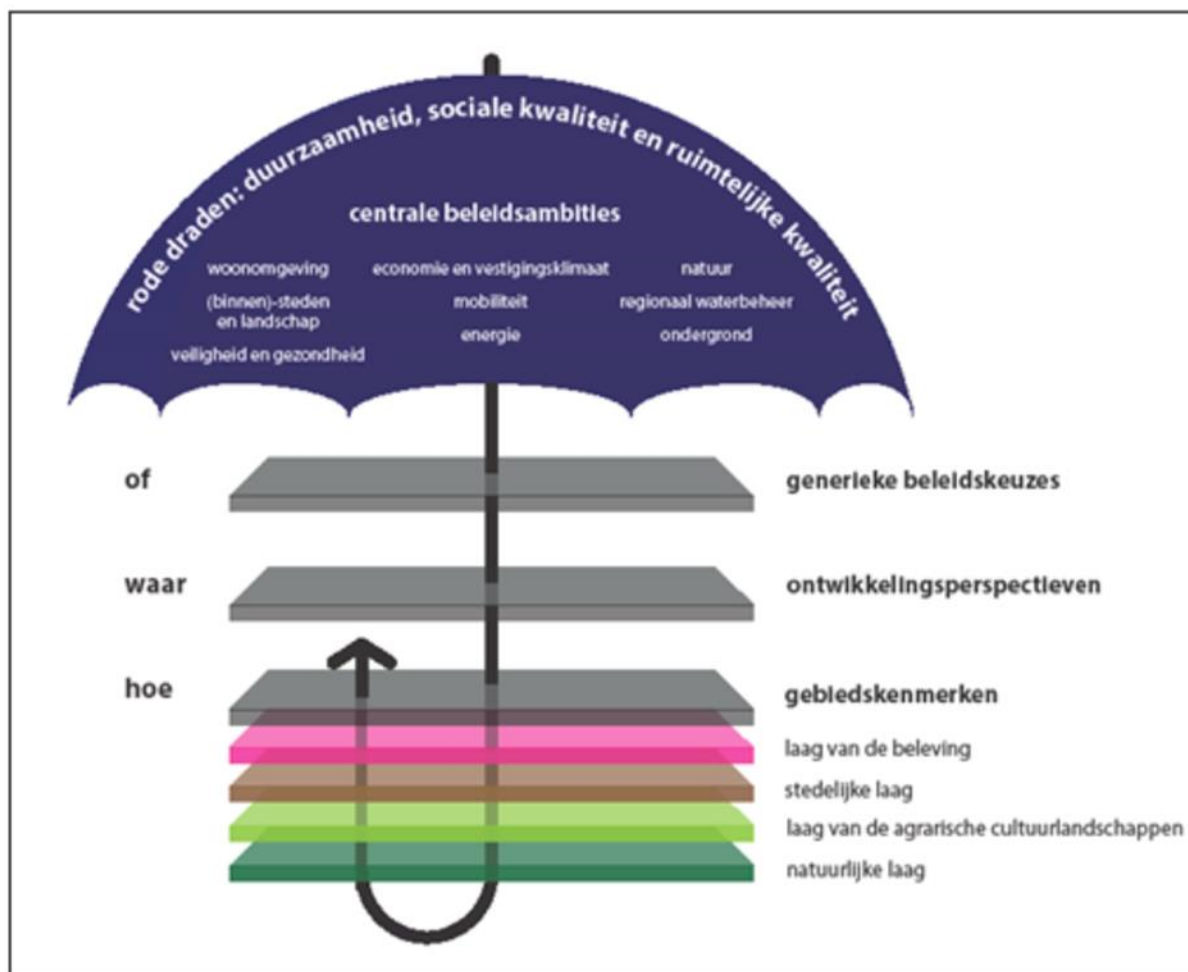 rode draden: duurzaamheid, sociale kwaliteit en ruimtelijke kwaliteit
centrale beleidsambities
woonomgeving
(binnen)-steden
en landschap
veiligheid en gezondheid
economie en vestigingsklimaat
mobiliteit
energie
natuur
regionaal waterbeheer
ondergrond
of
generieke beleidskeuzes
waar
ontwikkelingsperspectieven
hoe
gebiedskenmerken
laag van de beleving
stedelijke laag
laag van de agrarische cultuurlandschappen
natuurlijke laag